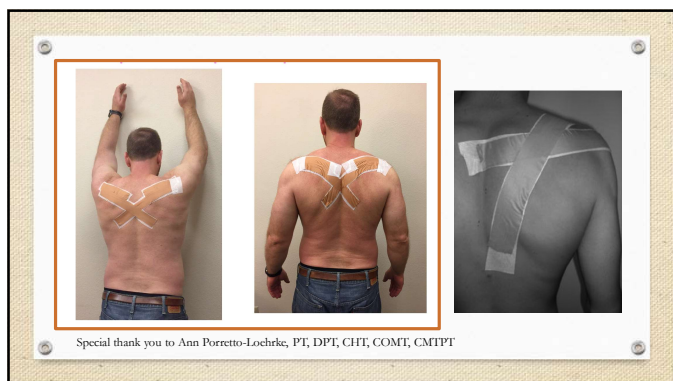 Special thank you to Ann Porretto-Loehrke, PT, DPT, CHT, COMT, CMTPT